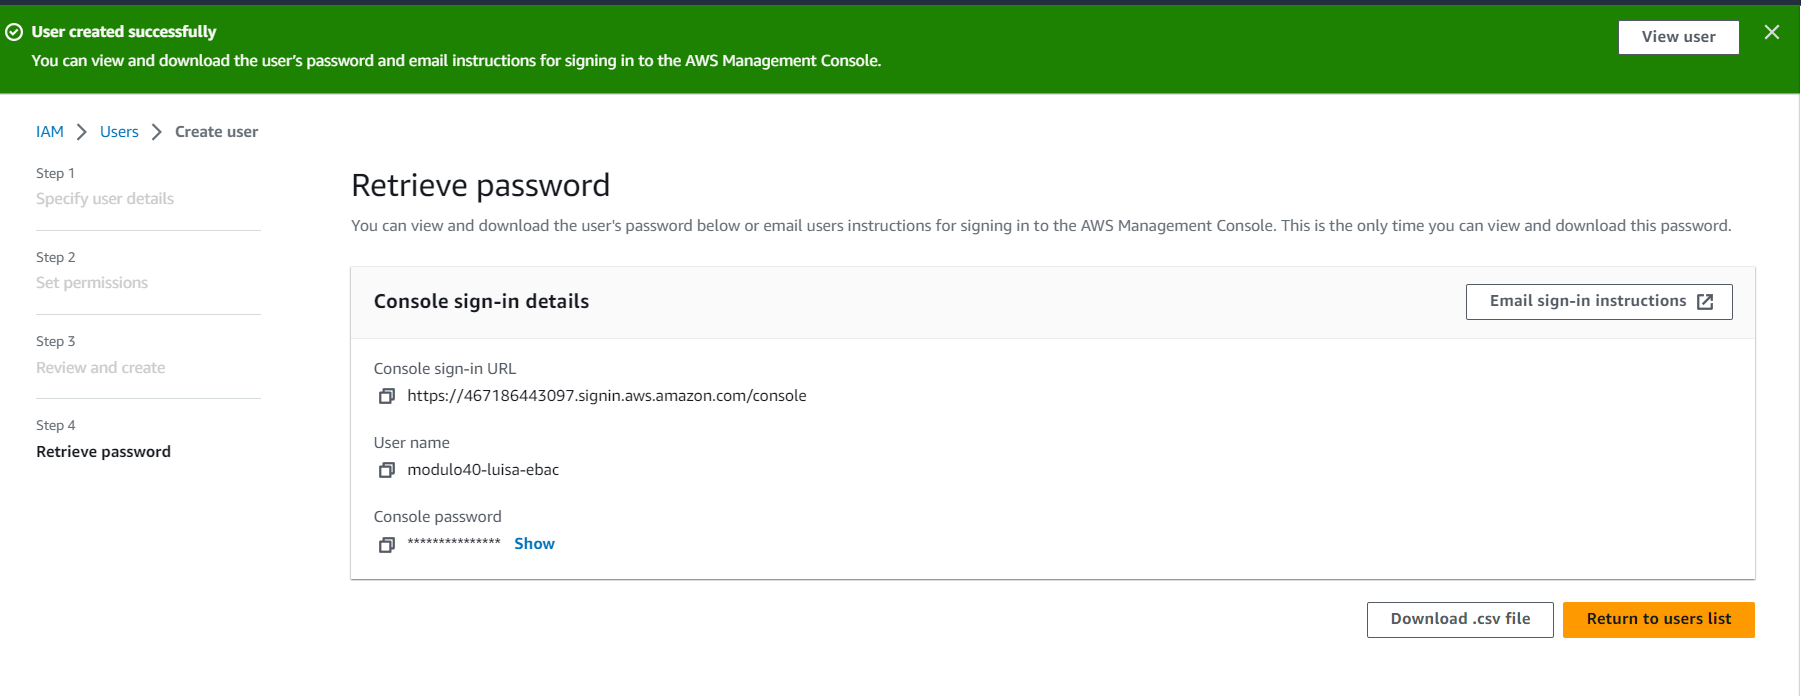 User created successfully
You can view and download the user's password and email instructions for signing in to the AWS Management Console.
View user
IAM > Users > Create user
Step 1
Specify user details
Step 2
Set permissions
Step 3
Review and create
Step 4
Retrieve password
Retrieve password
You can view and download the user's password below or email users instructions for signing in to the AWS Management Console. This is the only time you can view and download this password.
Console sign-in details
Email sign-in instructions
Console sign-in URL
https://467186443097.signin.aws.amazon.com/console
User name
modulo40-luisa-ebac
Console password
*************** Show
Download .csv file
Return to users list